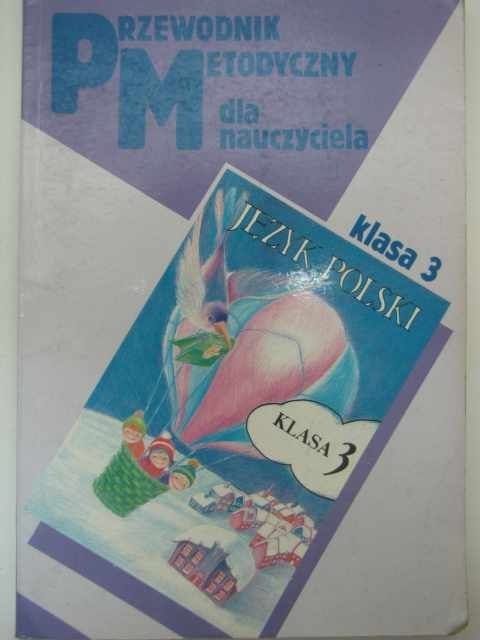 PRZEWODNIK
METODYCZNY
dla
nauczyciela
klasa 3
JĘZYK POLSKI
KLASA 3